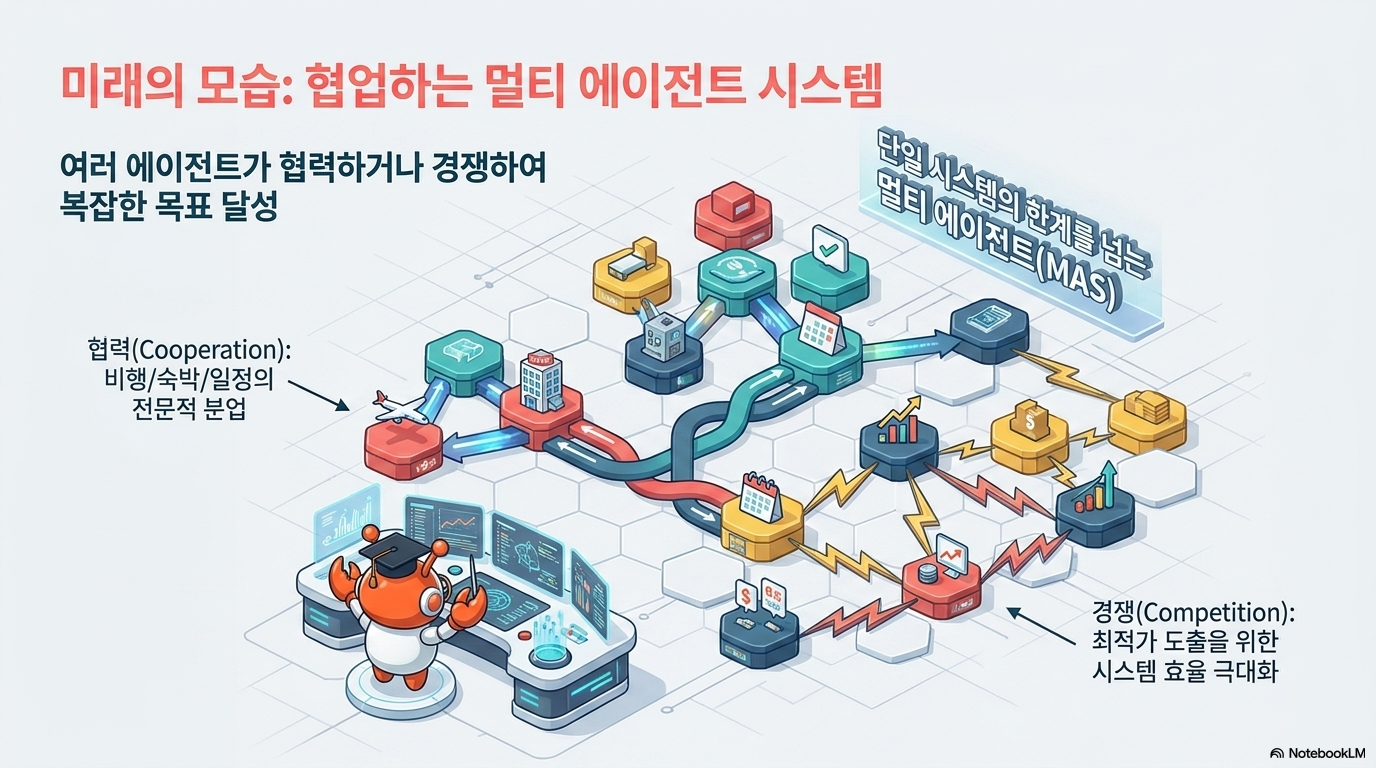 미래의 모습: 협업하는 멀티 에이전트 시스템
여러 에이전트가 협력하거나 경쟁하여
복잡한 목표 달성
단일 시스템의 한계를 넘는
멀티 에이전트(MAS)
협력(Cooperation):
비행/숙박/일정의
전문적 분업
경쟁(Competition):
최적가 도출을 위한
시스템 효율 극대화
NotebookLM